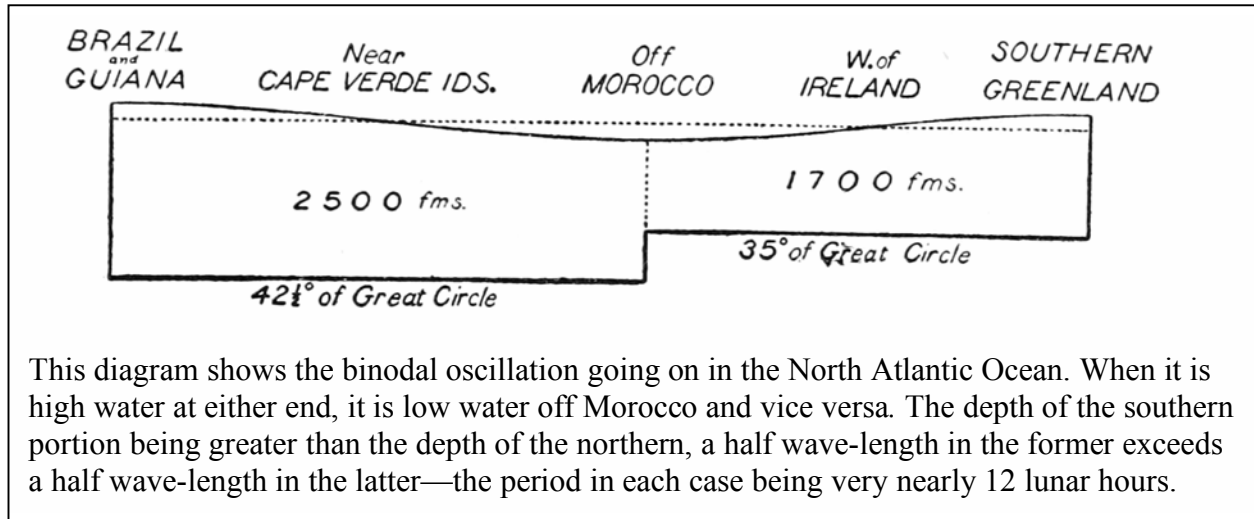 BRAZIL and GUIANA
Near CAPE VERDE IDS.
Off MOROCCO
W. of IRELAND
SOUTHERN GREENLAND
2500 fms.
1700 fms.
35° of Great Circle
42½° of Great Circle
This diagram shows the binodal oscillation going on in the North Atlantic Ocean. When it is
high water at either end, it is low water off Morocco and vice versa. The depth of the southern
portion being greater than the depth of the northern, a half wave-length in the former exceeds
a half wave-length in the latter—the period in each case being very nearly 12 lunar hours.